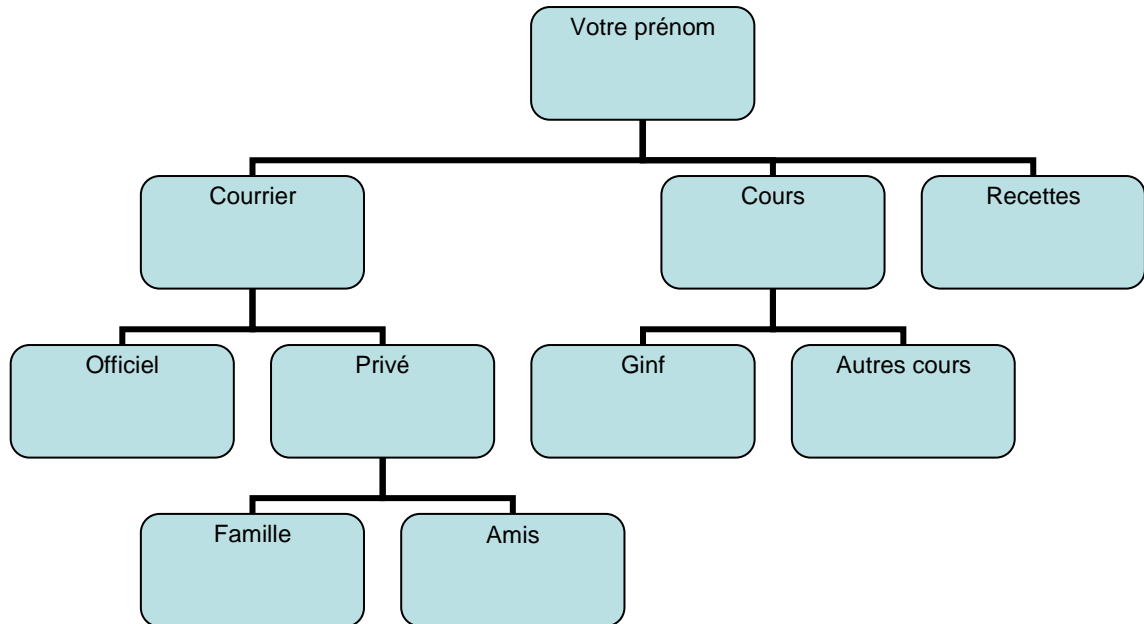 Votre prénom
Courrier
Cours
Recettes
Officiel
Privé
Ginf
Autres cours
Famille
Amis